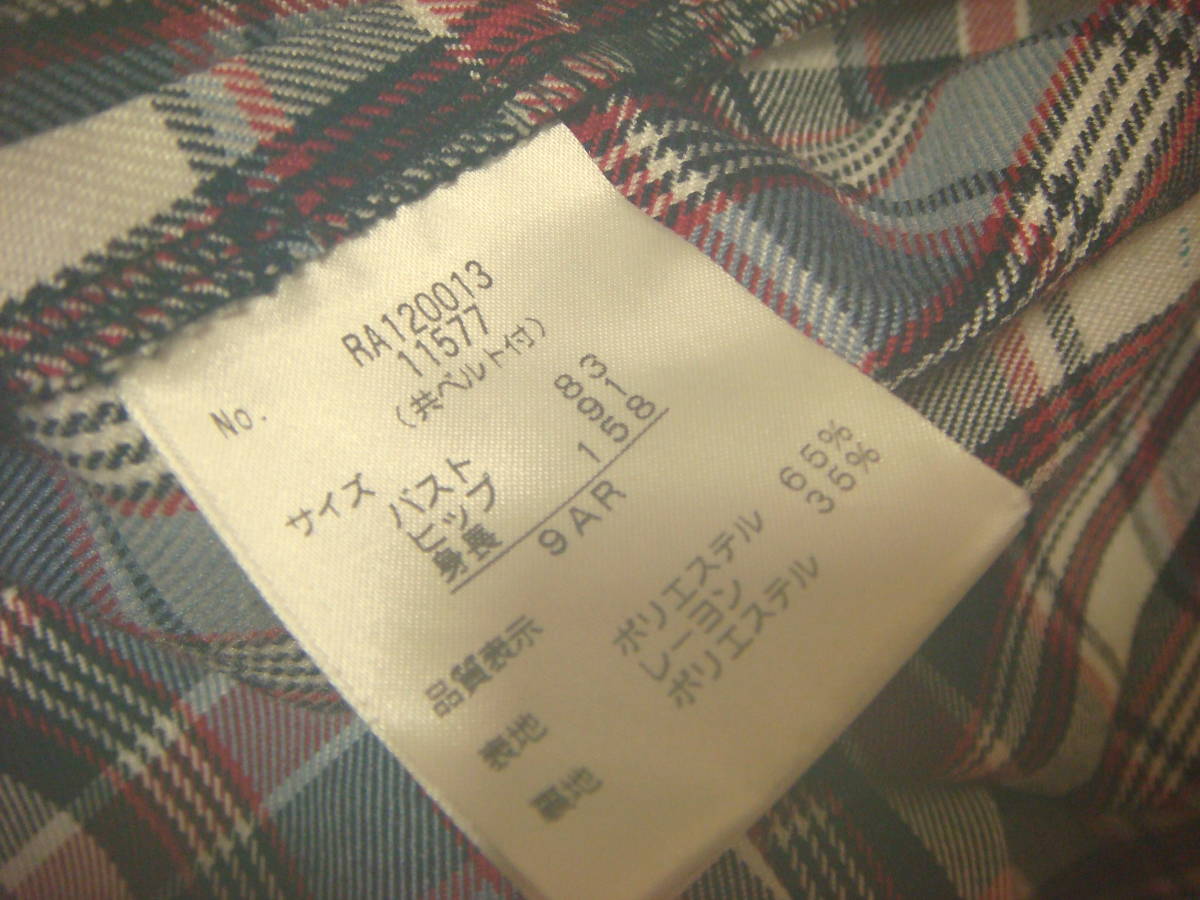 No. RA120013
11577
(共ベルト付)
サイズ バスト 83
ヒップ 91
身長 158
9AR
品質表示
表地 ポリエステル 65%
レーヨン 35%
裏地 ポリエステル